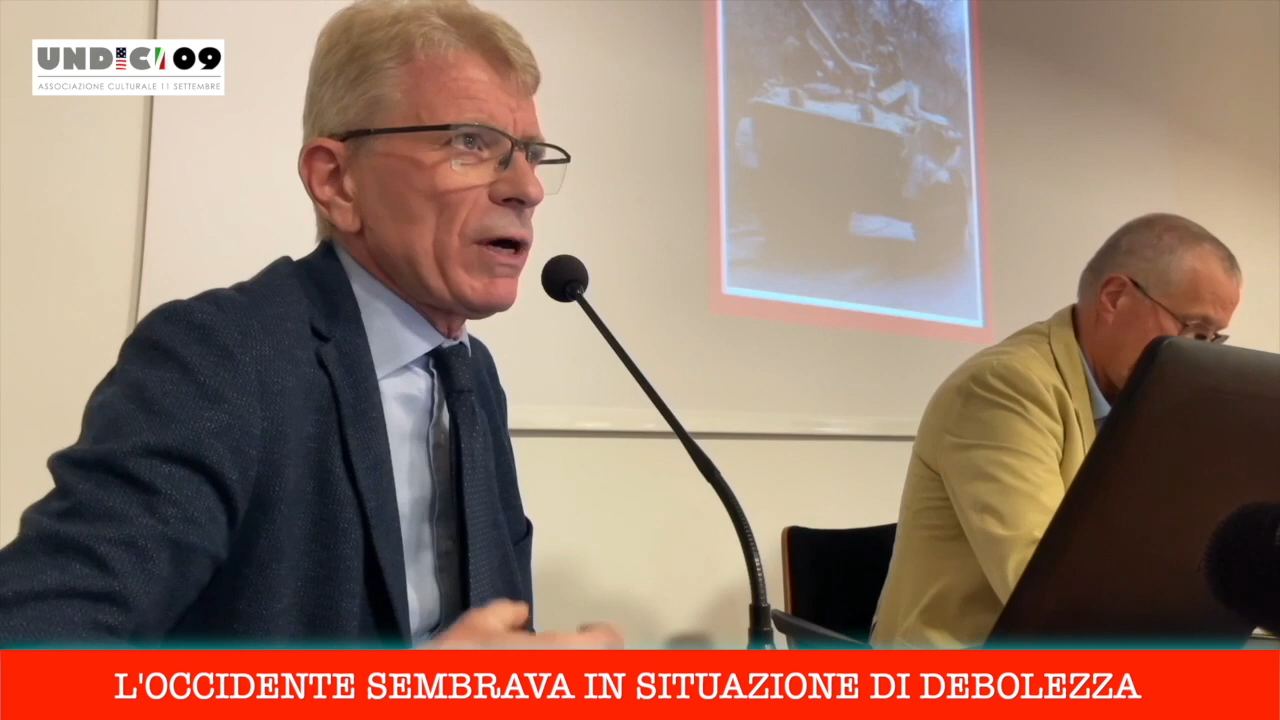 UNDICI09
ASSOCIAZIONE CULTURALE 11 SETTEMBRE
L'OCCIDENTE SEMBRAVA IN SITUAZIONE DI DEBOLEZZA